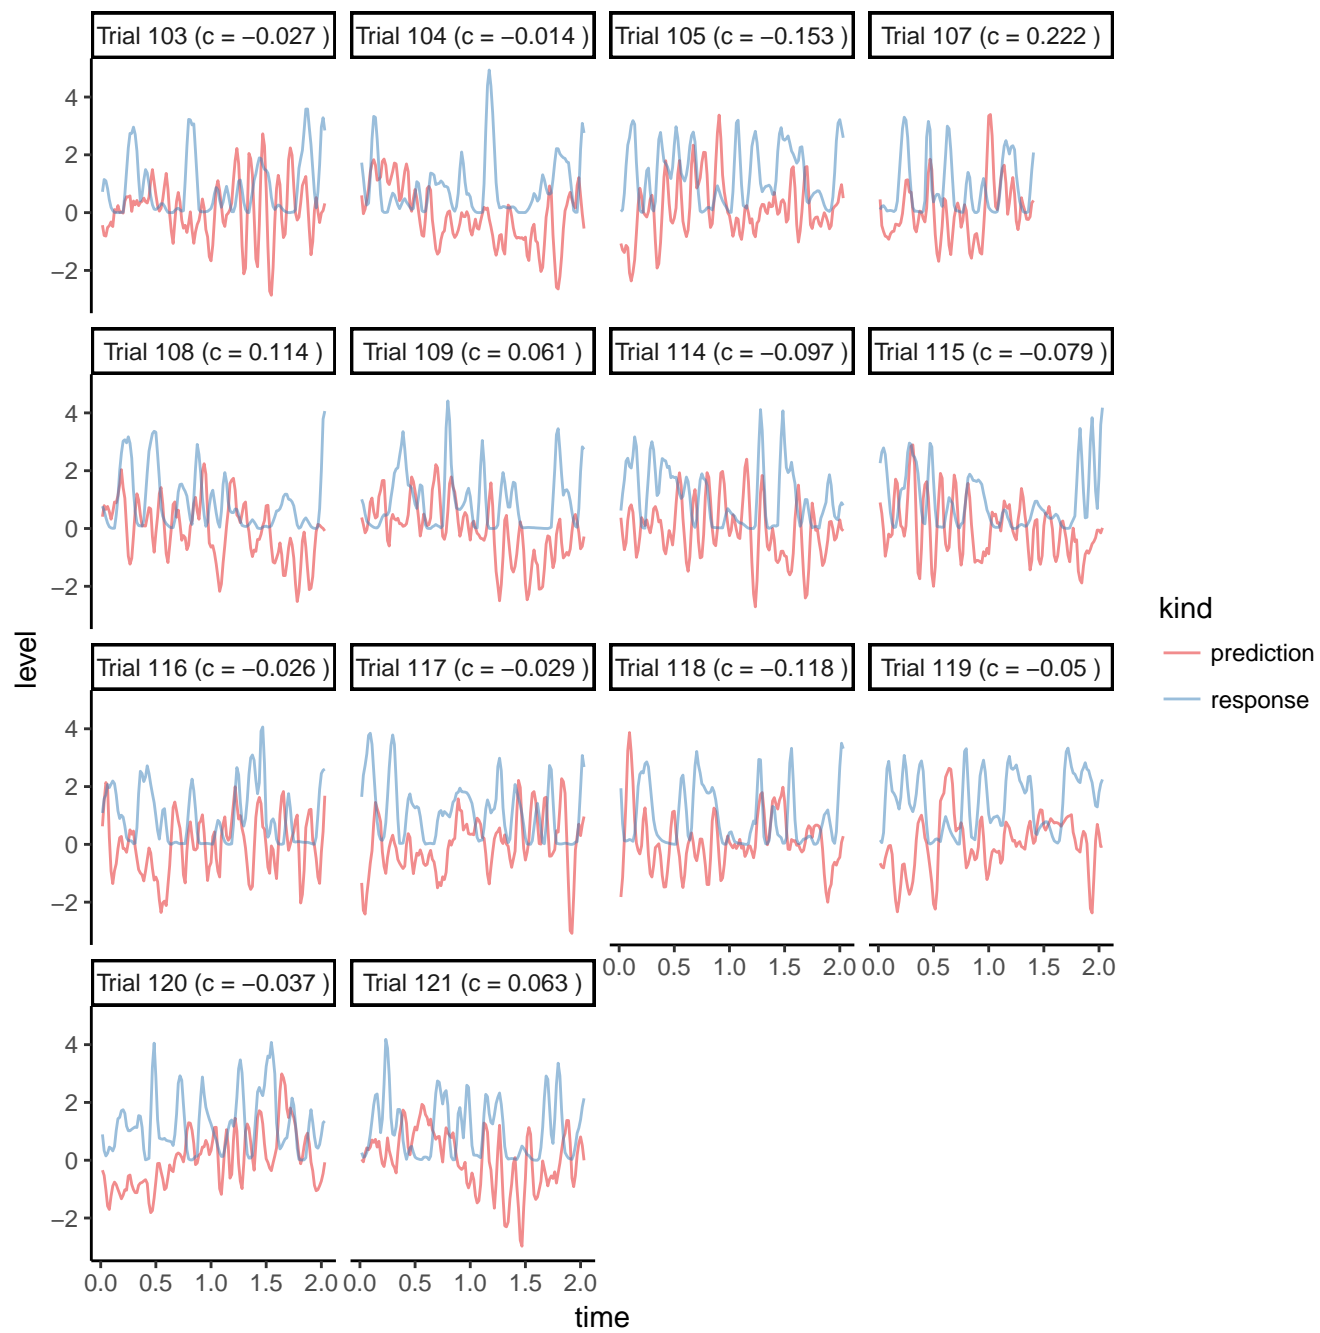 Trial 103 (c = −0.027 )
Trial 104 (c = −0.014 )
Trial 105 (c = −0.153 )
Trial 107 (c = 0.222 )
4
2
0
−2
Trial 108 (c = 0.114 )
Trial 109 (c = 0.061 )
Trial 114 (c = −0.097 )
Trial 115 (c = −0.079 )
4
2
0
−2
Trial 116 (c = −0.026 )
Trial 117 (c = −0.029 )
Trial 118 (c = −0.118 )
Trial 119 (c = −0.05 )
4
2
0
−2
0.0 0.5 1.0 1.5 2.0
0.0 0.5 1.0 1.5 2.0
Trial 120 (c = −0.037 )
Trial 121 (c = 0.063 )
4
2
0
−2
0.0 0.5 1.0 1.5 2.0
0.0 0.5 1.0 1.5 2.0
time
level
kind
prediction
response